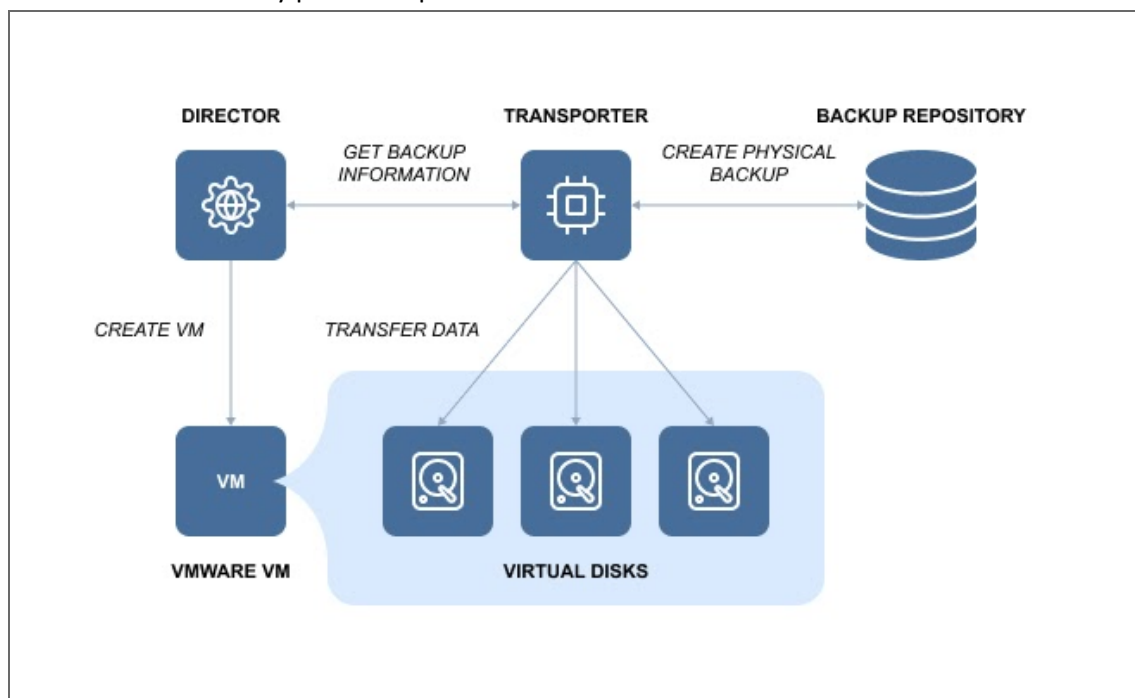 DIRECTOR
TRANSPORTER
BACKUP REPOSITORY
GET BACKUP
INFORMATION
CREATE PHYSICAL
BACKUP
CREATE VM
TRANSFER DATA
VM
VMWARE VM
VIRTUAL DISKS